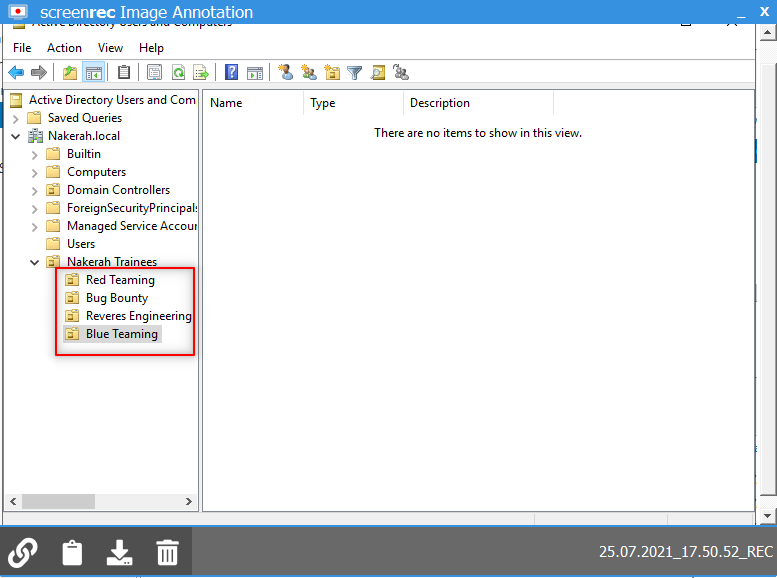 screenrec Image Annotation
Active Directory Users and Computers
File Action View Help
Active Directory Users and Com
Name Type Description
Saved Queries
There are no items to show in this view.
Nakerah.local
Builtin
Computers
Domain Controllers
ForeignSecurityPrincipals
Managed Service Accour
Users
Nakerah Trainees
Red Teaming
Bug Bounty
Reveres Engineering
Blue Teaming
25.07.2021_17.50.52_REC